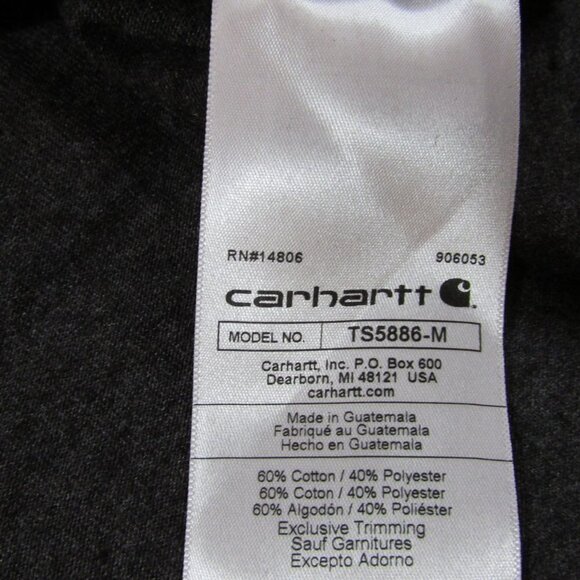 RN#14806 906053
carhartt
MODEL NO. TS5886-M
Carhartt, Inc. P.O. Box 600
Dearborn, MI 48121 USA
carhartt.com
Made in Guatemala
Fabriqué au Guatemala
Hecho en Guatemala
60% Cotton / 40% Polyester
60% Coton / 40% Polyester
60% Algodón / 40% Poliéster
Exclusive Trimming
Sauf Garnitures
Excepto Adorno